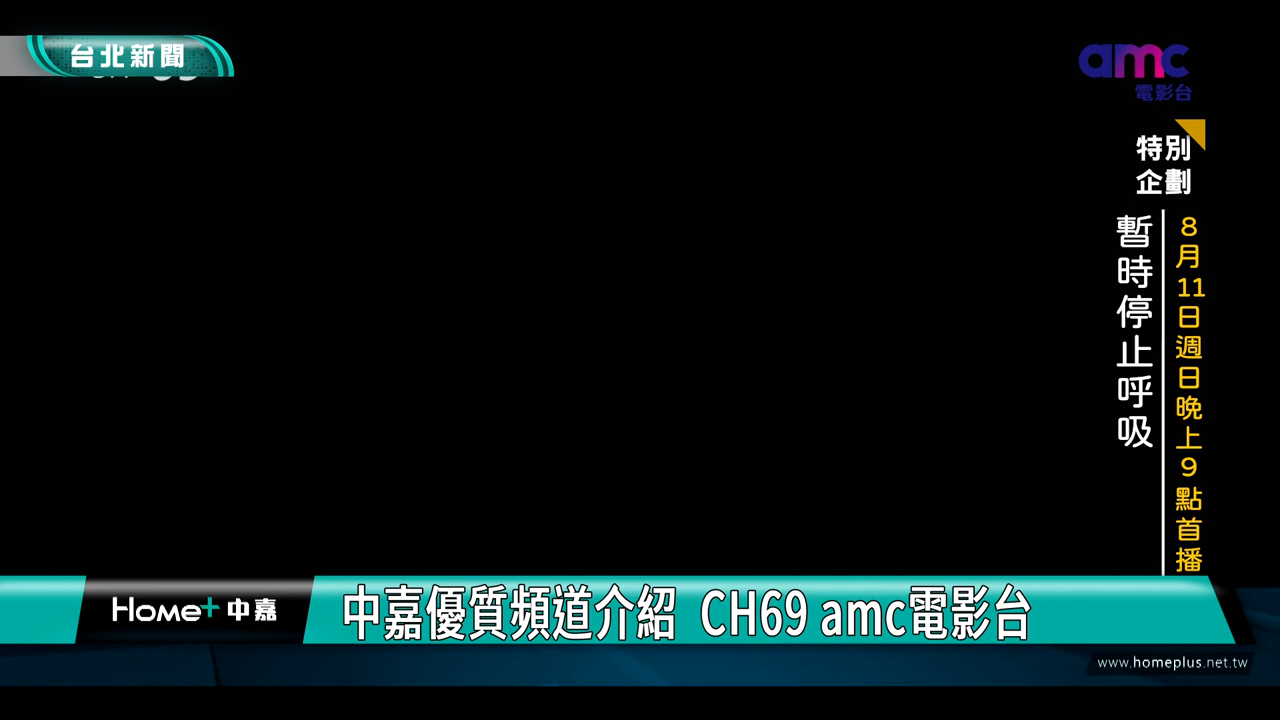 台北新聞
amc
電影台
特別
企劃
8月11日週日晚上9點首播
暫時停止呼吸
Home+中嘉
中嘉優質頻道介紹 CH69 amc電影台
www.homeplus.net.tw